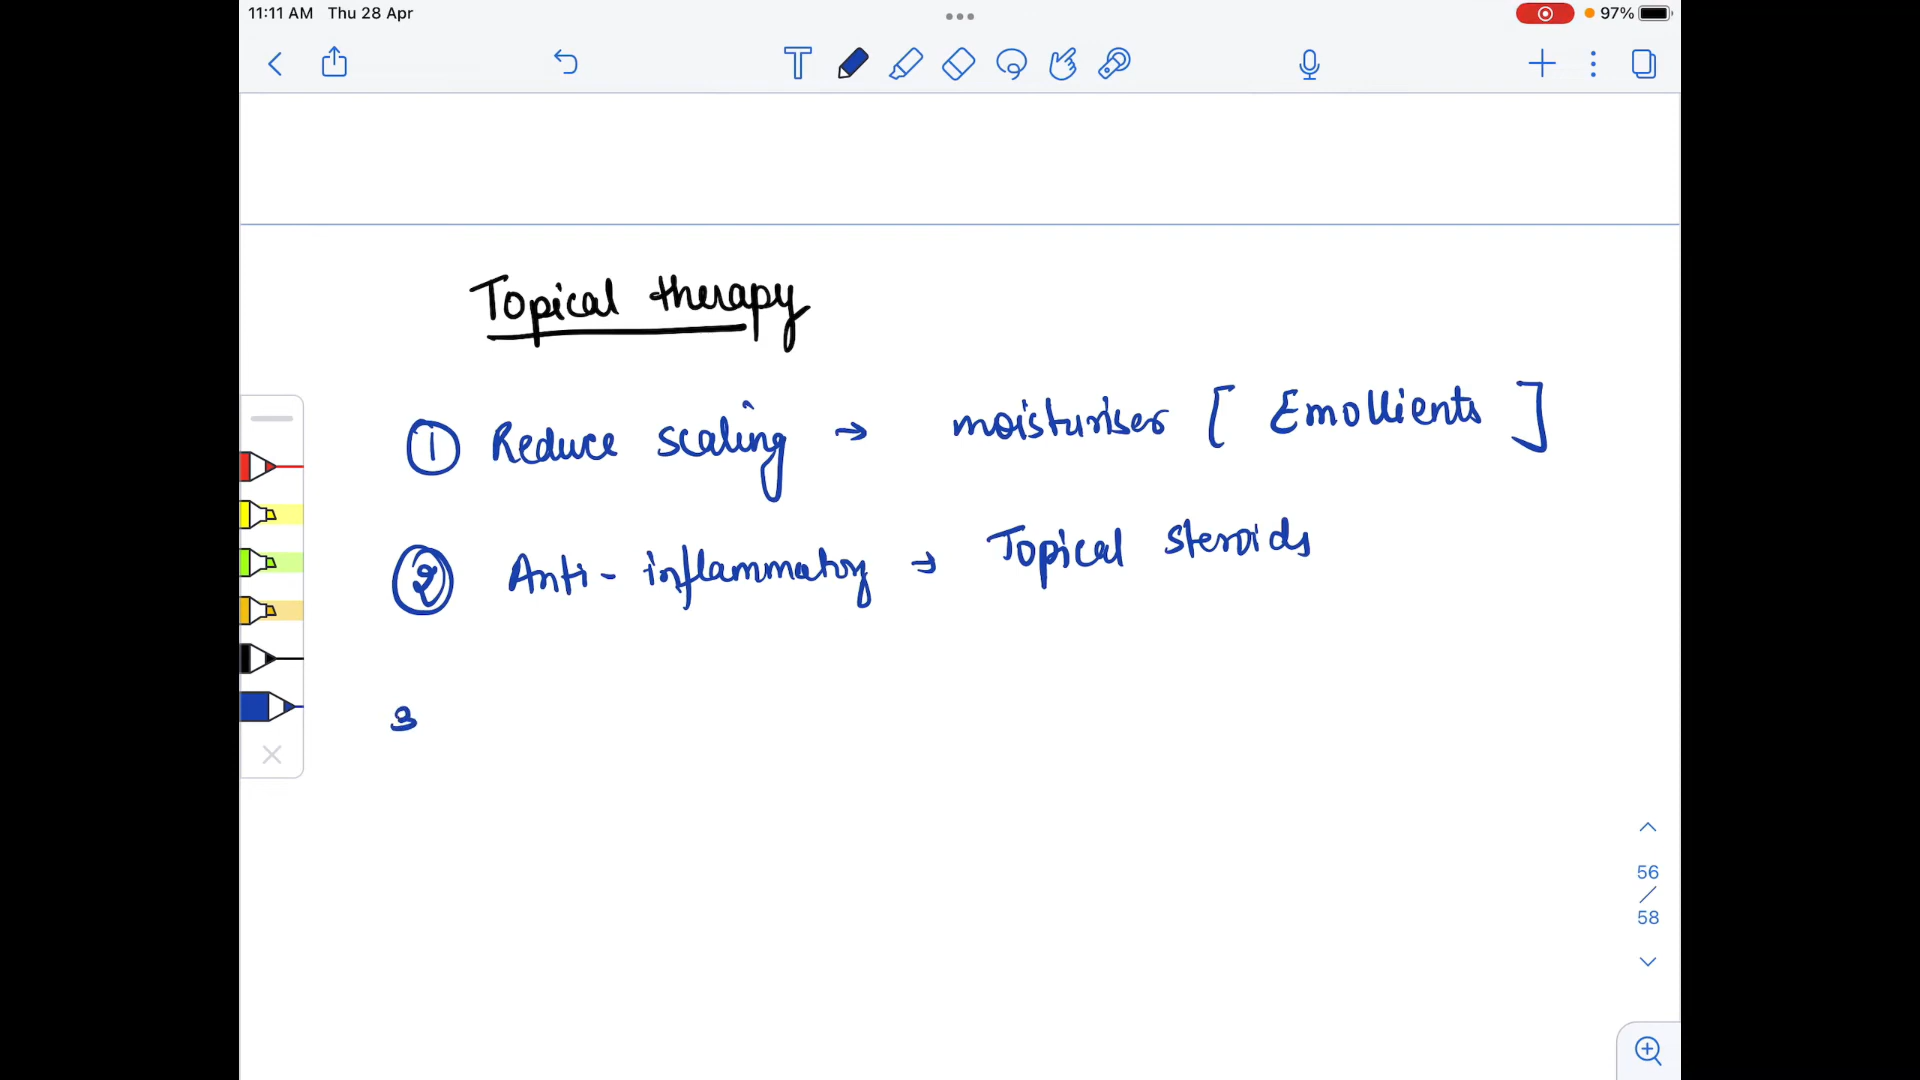 11:11 AM Thu 28 Apr
97%
T
Topical therapy
① Reduce scaling → moisturiser [ Emollients ]
② Anti-inflammatory → Topical steroids
3
56
/
58